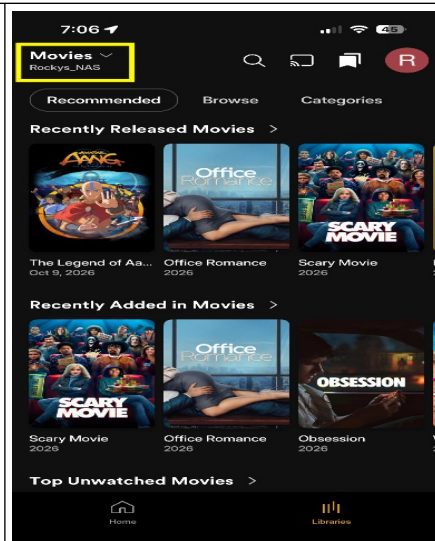 7:06
45
Movies
Rockys_NAS
R
Recommended
Browse
Categories
Recently Released Movies >
AVATAR
AANG
Office
Romance
SCARY
MOVIE
The Legend of Aa...
Office Romance
Scary Movie
Oct 9, 2026
2026
2026
Recently Added in Movies >
SCARY
MOVIE
Office
Romance
OBSESSION
Scary Movie
Office Romance
Obsession
2026
2026
2026
Top Unwatched Movies >
Home
Libraries